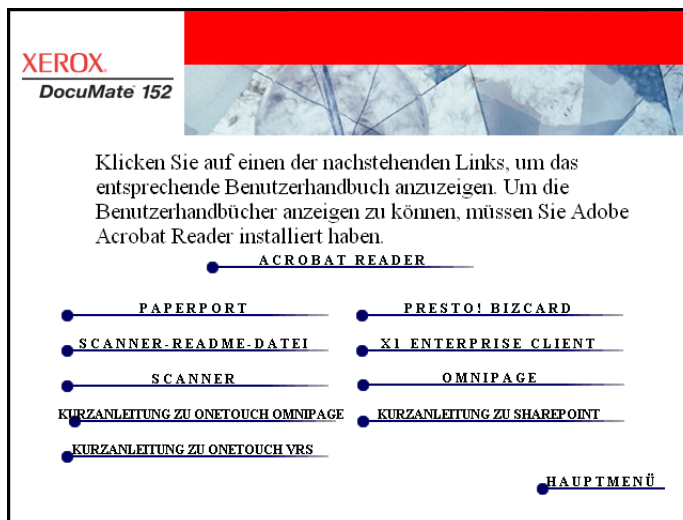 XEROX.
DocuMate 152
Klicken Sie auf einen der nachstehenden Links, um das
entsprechende Benutzerhandbuch anzuzeigen. Um die
Benutzerhandbücher anzeigen zu können, müssen Sie Adobe
Acrobat Reader installiert haben.
ACROBAT READER
PAPERPORT
PRESTO! BIZCARD
SCANNER-README-DATEI
X1 ENTERPRISE CLIENT
SCANNER
OMNIPAGE
KURZANLEITUNG ZU ONETOUCH OMNIPAGE
KURZANLEITUNG ZU SHAREPOINT
KURZANLEITUNG ZU ONETOUCH VRS
HAUPTMENÜ